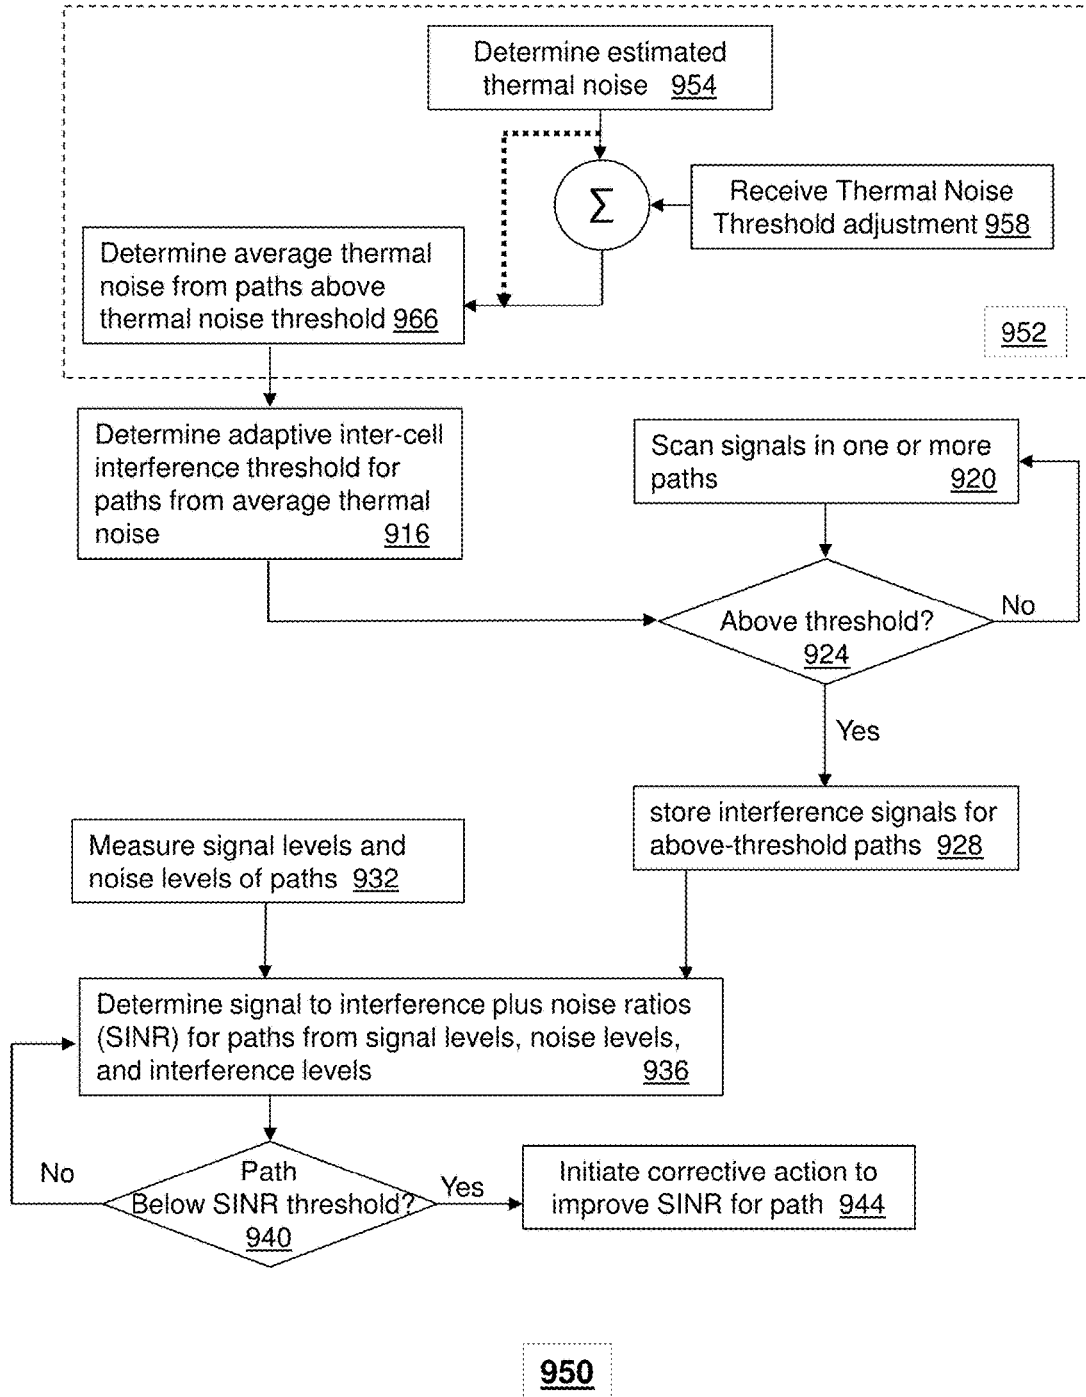 Determine estimated
thermal noise 954
Σ
Receive Thermal Noise
Threshold adjustment 958
Determine average thermal
noise from paths above
thermal noise threshold 966
952
Determine adaptive inter-cell
interference threshold for
paths from average thermal
noise 916
Scan signals in one or more
paths 920
Above threshold?
924
No
Yes
store interference signals for
above-threshold paths 928
Measure signal levels and
noise levels of paths 932
Determine signal to interference plus noise ratios
(SINR) for paths from signal levels, noise levels,
and interference levels 936
No
Path
Below SINR threshold?
940
Yes
Initiate corrective action to
improve SINR for path 944
950